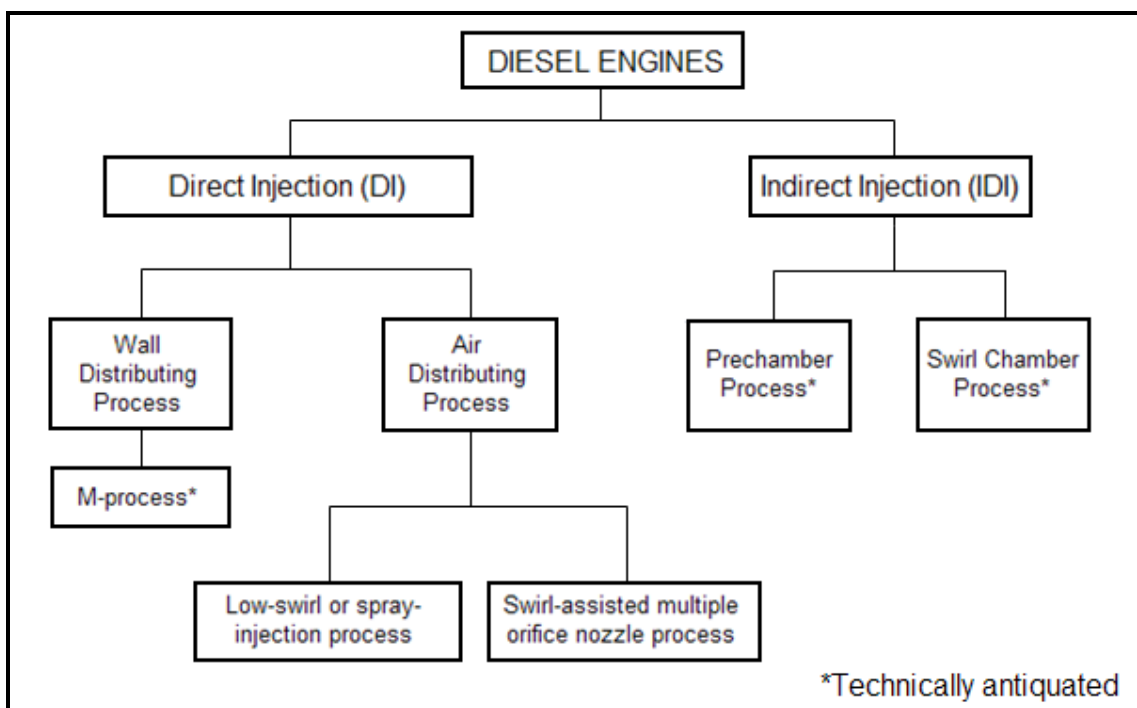 DIESEL ENGINES
Direct Injection (DI)
Indirect Injection (IDI)
Wall
Distributing
Process
Air
Distributing
Process
Prechamber
Process*
Swirl Chamber
Process*
M-process*
Low-swirl or spray-
injection process
Swirl-assisted multiple
orifice nozzle process
*Technically antiquated